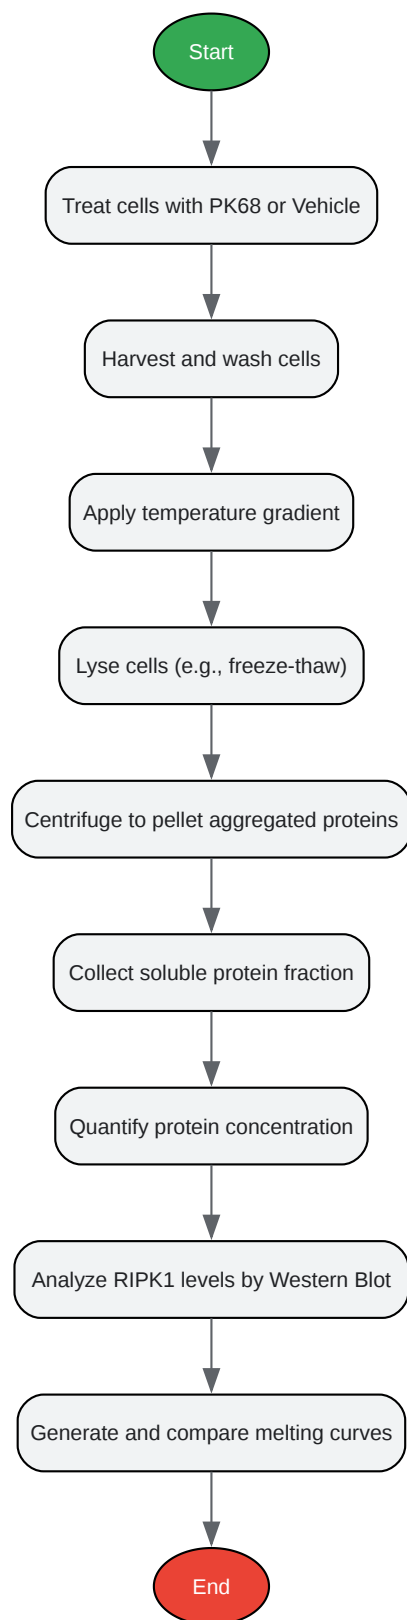 Start
Treat cells with PK68 or Vehicle
Harvest and wash cells
Apply temperature gradient
Lyse cells (e.g., freeze-thaw)
Centrifuge to pellet aggregated proteins
Collect soluble protein fraction
Quantify protein concentration
Analyze RIPK1 levels by Western Blot
Generate and compare melting curves
End